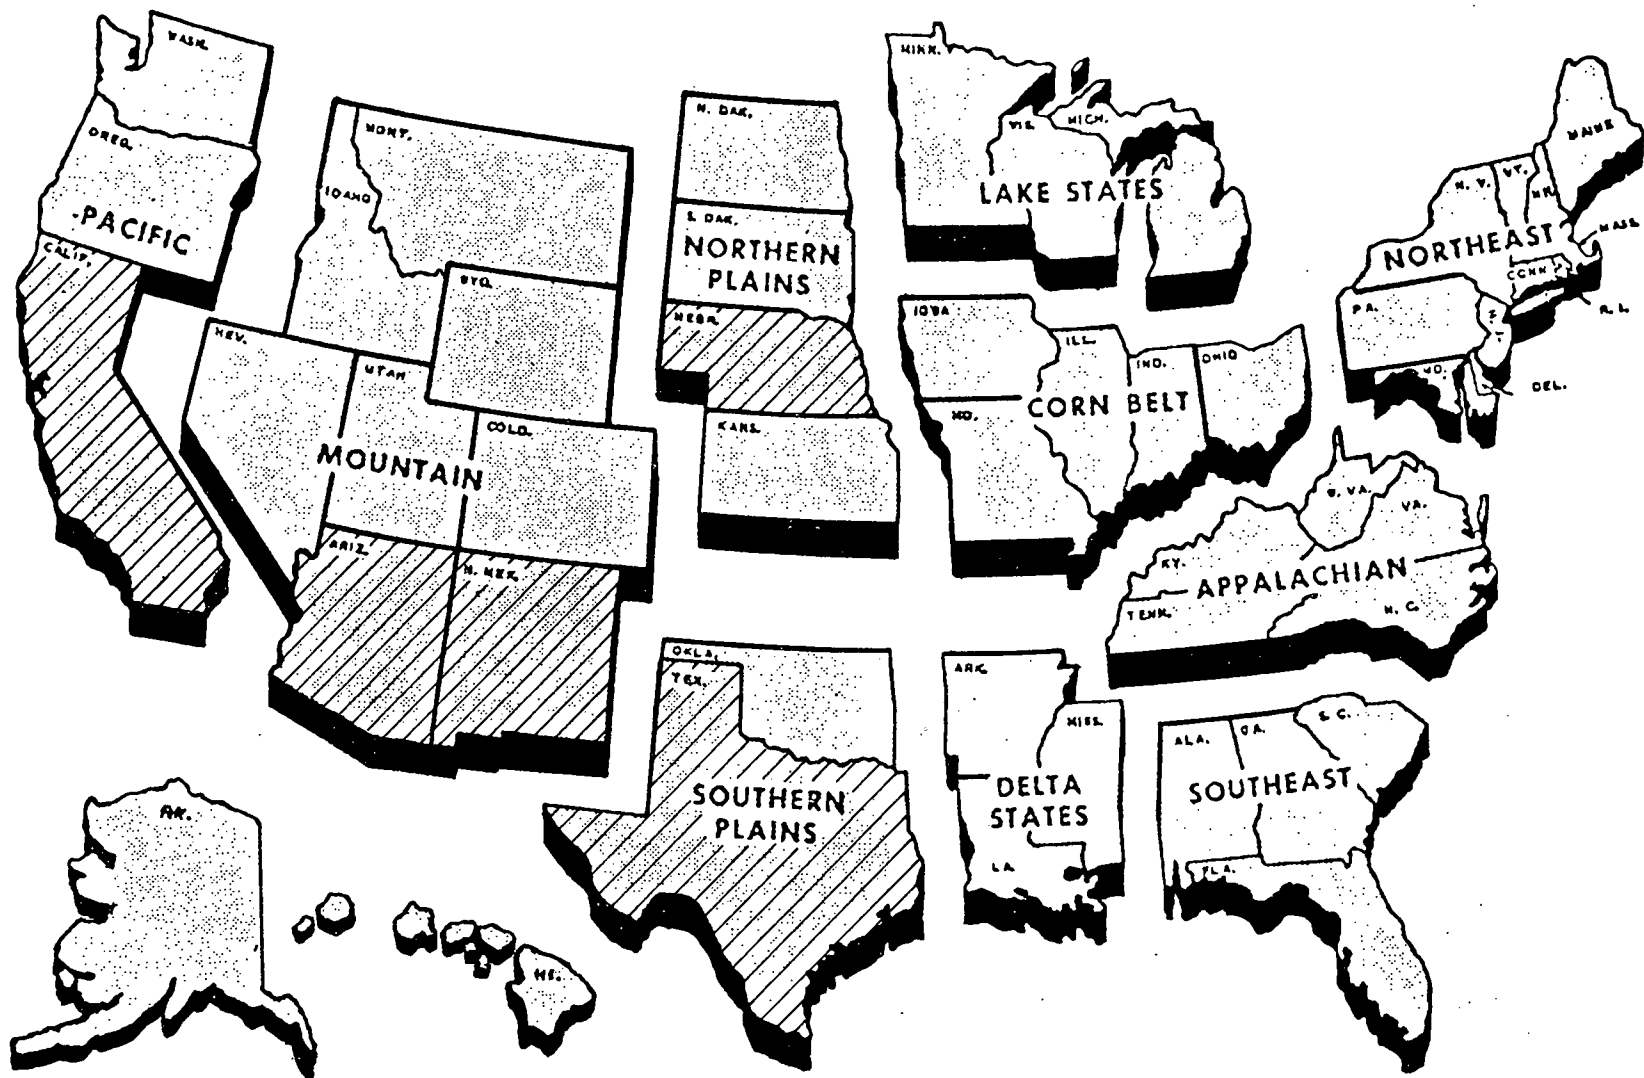 WASH.
OREG.
PACIFIC
CALIF.
MONT.
IDAHO
WYO.
NEV.
UTAH
COLO.
MOUNTAIN
ARIZ.
N. MEX.
N. DAK.
S. DAK.
NORTHERN
PLAINS
NEBR.
KANS.
OKLA.
TEX.
SOUTHERN
PLAINS
MINN.
WIS.
MICH.
LAKE STATES
IOWA
ILL.
IND.
OHIO
MO.
CORN BELT
MAINE
N. Y.
VT.
N.H.
MASS.
NORTHEAST
CONN.
R. I.
PA.
N. J.
MD.
DEL.
W. VA.
VA.
KY.
APPALACHIAN
TENN.
N. C.
ARK.
MISS.
DELTA
STATES
LA.
ALA.
GA.
S. C.
SOUTHEAST
FLA.
AK.
HI.